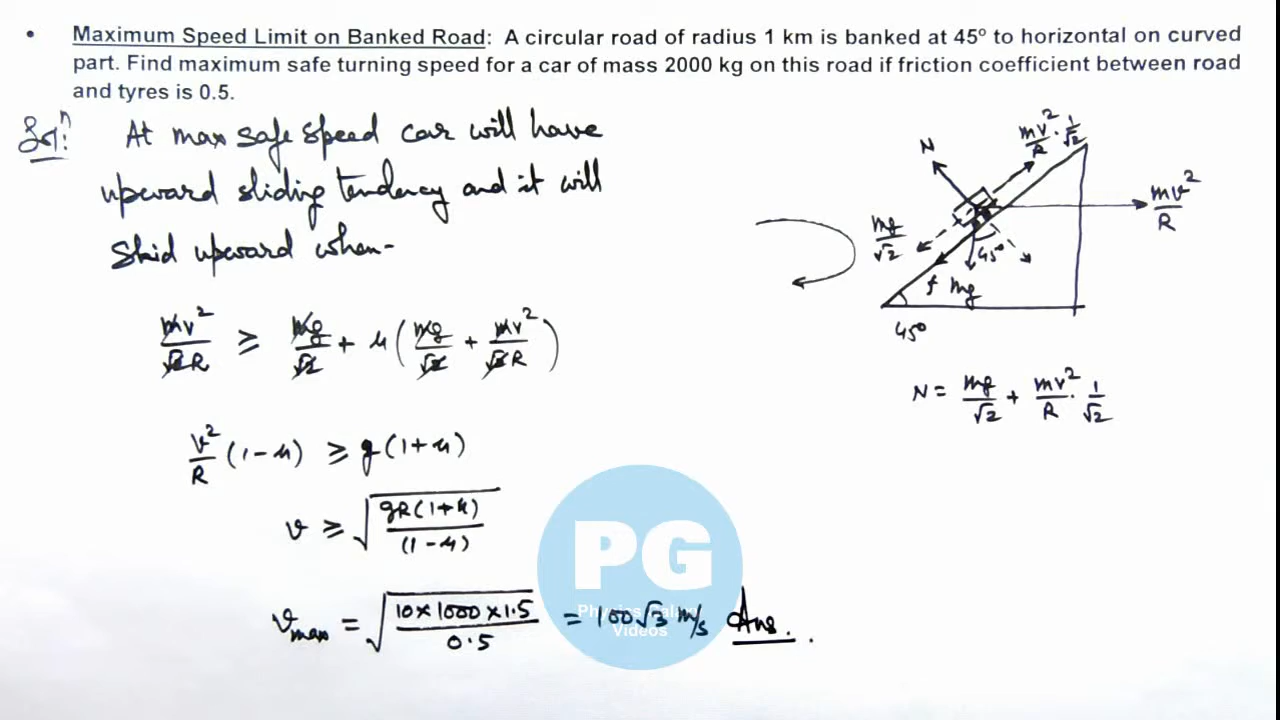 • Maximum Speed Limit on Banked Road: A circular road of radius 1 km is banked at 45º to horizontal on curved
part. Find maximum safe turning speed for a car of mass 2000 kg on this road if friction coefficient between road
and tyres is 0.5.
Solⁿ: At max safe speed car will have
upward sliding tendency and it will
skid upward when-
mv²/√2R ≥ mg/√2 + μ(mg/√2 + mv²/√2R)
v²/R (1-μ) ≥ g(1+μ)
v ≥ √(gR(1+μ)/(1-μ))
v_max = √(10×1000×1.5/0.5) = 100√3 m/s Ans.
N
mv²/R · 1/√2
mv²/R
mg/√2
45º
f
mg
45º
N = mg/√2 + mv²/R · 1/√2
PG
Videos